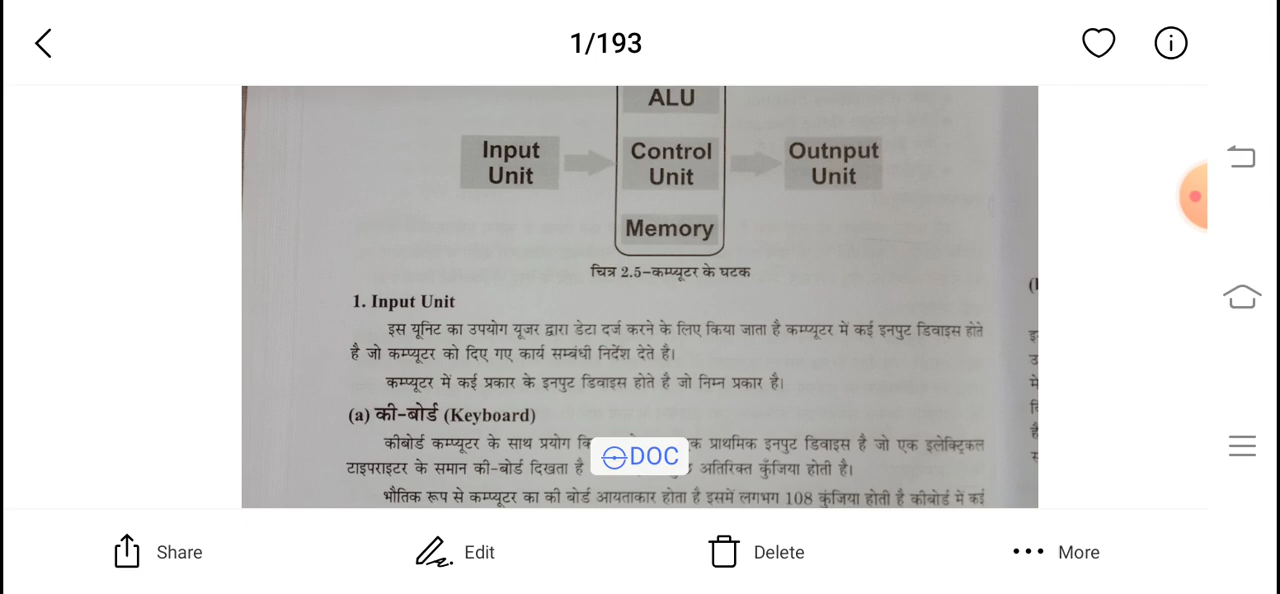 1/193
ALU
Input Unit
Control Unit
Outnput Unit
Memory
चित्र 2.5-कम्प्यूटर के घटक
1. Input Unit
इस यूनिट का उपयोग यूजर द्वारा डेटा दर्ज करने के लिए किया जाता है कम्प्यूटर में कई इनपुट डिवाइस होते
है जो कम्प्यूटर को दिए गए कार्य सम्बंधी निर्देश देते है।
कम्प्यूटर में कई प्रकार के इनपुट डिवाइस होते है जो निम्न प्रकार है।
(a) की-बोर्ड (Keyboard)
कीबोर्ड कम्प्यूटर के साथ प्रयोग प्राथमिक इनपुट डिवाइस है जो एक इलेक्ट्रिकल
टाइपराइटर के समान की-बोर्ड दिखता है अतिरिक्त कुँजिया होती है।
भौतिक रूप से कम्प्यूटर का की बोर्ड आयताकार होता है इसमें लगभग 108 कुंजिया होती है कीबोर्ड में कई
DOC
Share
Edit
Delete
More